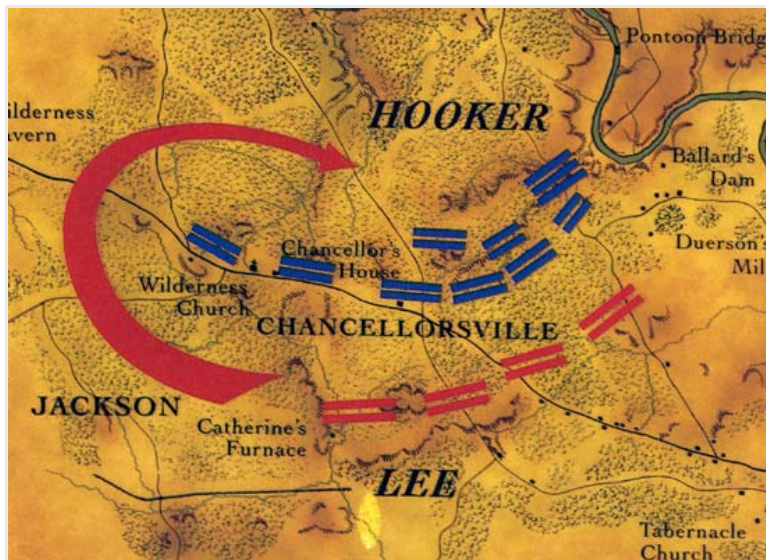 Pontoon Bridg
HOOKER
ilderness
avern
Ballard's
Dam
Chancellor's
House
Duerson's
Mil
Wilderness
Church
CHANCELLORSVILLE
JACKSON
Catherine's
Furnace
LEE
Tabernacle
Church